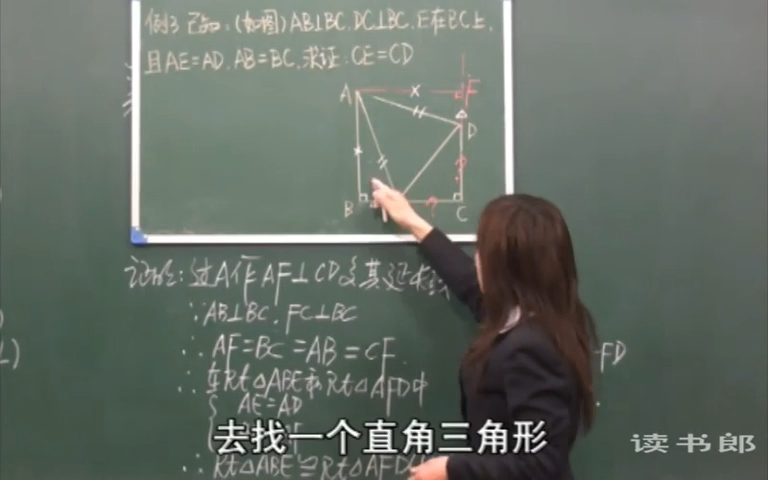 例3 已知:(如图)AB⊥BC.DC⊥BC.E在BC上.
且AE=AD.AB=BC.求证:CE=CD
A
F
D
B
C
证明:过A作AF⊥CD交其延长线
∵AB⊥BC.FC⊥BC
∴AF=BC=AB=CF
∴在Rt△ABE和Rt△AFD中
AE=AD
∴Rt△ABE≌Rt△AFD
FD
去找一个直角三角形
读书郎